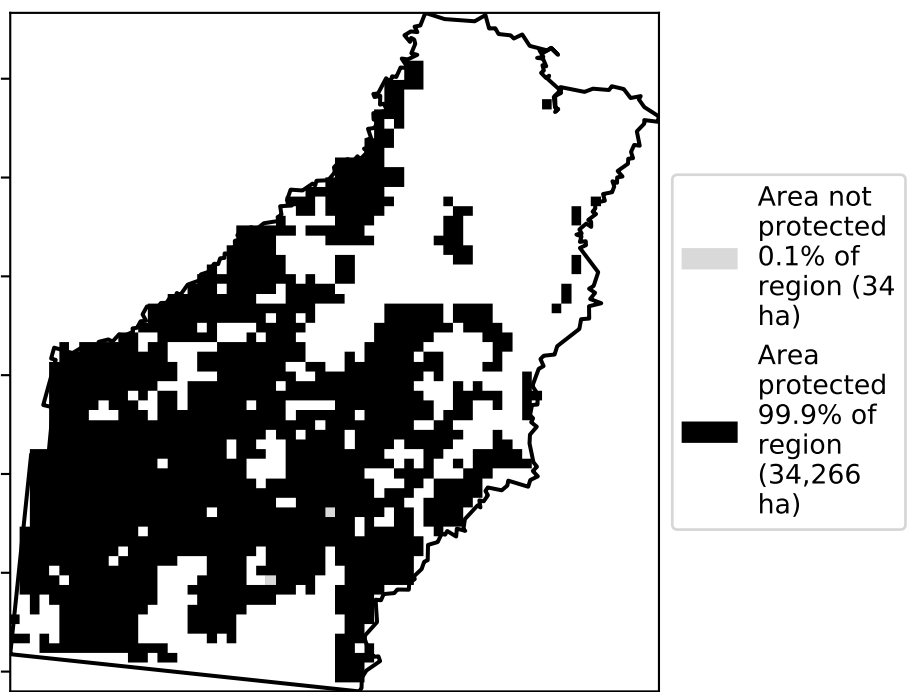 Area not
protected
0.1% of
region (34
ha)
Area
protected
99.9% of
region
(34,266
ha)